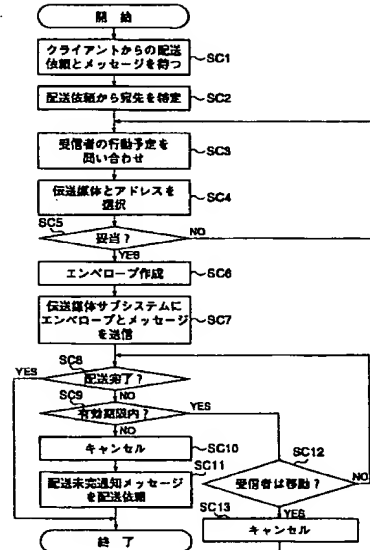 開 始
クライアントからの配送
依頼とメッセージを待つ
SC1
配送依頼から宛先を特定
SC2
受信者の行動予定を
問い合わせ
SC3
伝送媒体とアドレスを
選択
SC4
SC5
妥当?
NO
YES
エンベロープ作成
SC6
伝送媒体サブシステムに
エンベロープとメッセージ
を送信
SC7
SC8
YES
配送完了?
NO
SC9
有効期限内?
YES
NO
キャンセル
SC10
SC11
配送未完通知メッセージ
を配送依頼
SC12
受信者は移動?
NO
YES
SC13
キャンセル
終 了